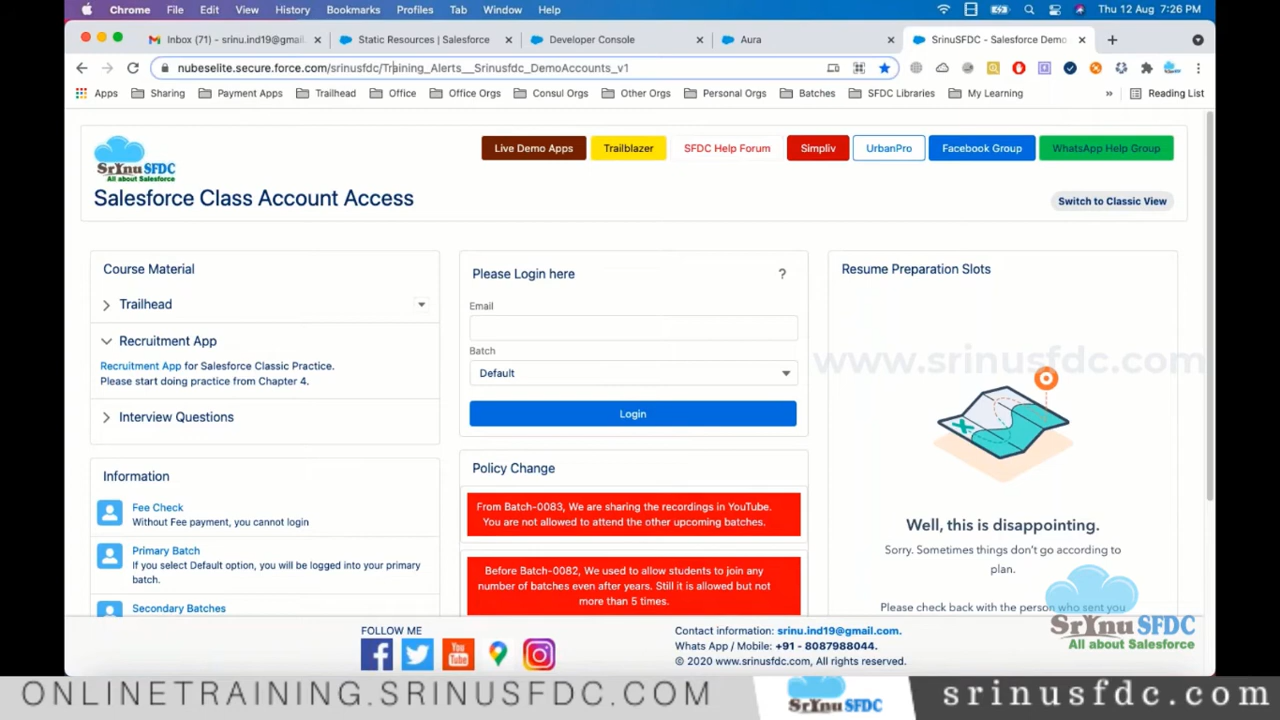 Chrome File Edit View History Bookmarks Profiles Tab Window Help Thu 12 Aug 7:26 PM
Inbox (71) - srinu.ind19@gmail. Static Resources | Salesforce Developer Console Aura SrinuSFDC - Salesforce Demo
nubeselite.secure.force.com/srinusfdc/Training_Alerts__Srinusfdc_DemoAccounts_v1
Apps Sharing Payment Apps Trailhead Office Office Orgs Consul Orgs Other Orgs Personal Orgs Batches SFDC Libraries My Learning » Reading List
SrYnu SFDC
All about Salesforce
Live Demo Apps Trailblazer SFDC Help Forum Simpliv UrbanPro Facebook Group WhatsApp Help Group
Salesforce Class Account Access
Switch to Classic View
Course Material
Trailhead
Recruitment App
Recruitment App for Salesforce Classic Practice.
Please start doing practice from Chapter 4.
Interview Questions
Information
Fee Check
Without Fee payment, you cannot login
Primary Batch
If you select Default option, you will be logged into your primary
batch.
Secondary Batches
Please Login here ?
Email
Batch
Default
Login
Policy Change
From Batch-0083, We are sharing the recordings in YouTube.
You are not allowed to attend the other upcoming batches.
Before Batch-0082, We used to allow students to join any
number of batches even after years. Still it is allowed but not
more than 5 times.
Resume Preparation Slots
www.srinusfdc.com
Well, this is disappointing.
Sorry. Sometimes things don't go according to
plan.
Please check back with the person who sent you
SrYnu SFDC
All about Salesforce
FOLLOW ME
You
Tube
Contact information: srinu.ind19@gmail.com.
Whats App / Mobile: +91 - 8087988044.
© 2020 www.srinusfdc.com, All rights reserved.
ONLINETRAINING.SRINUSFDC.COM
SrYnu SFDC
srinusfdc.com